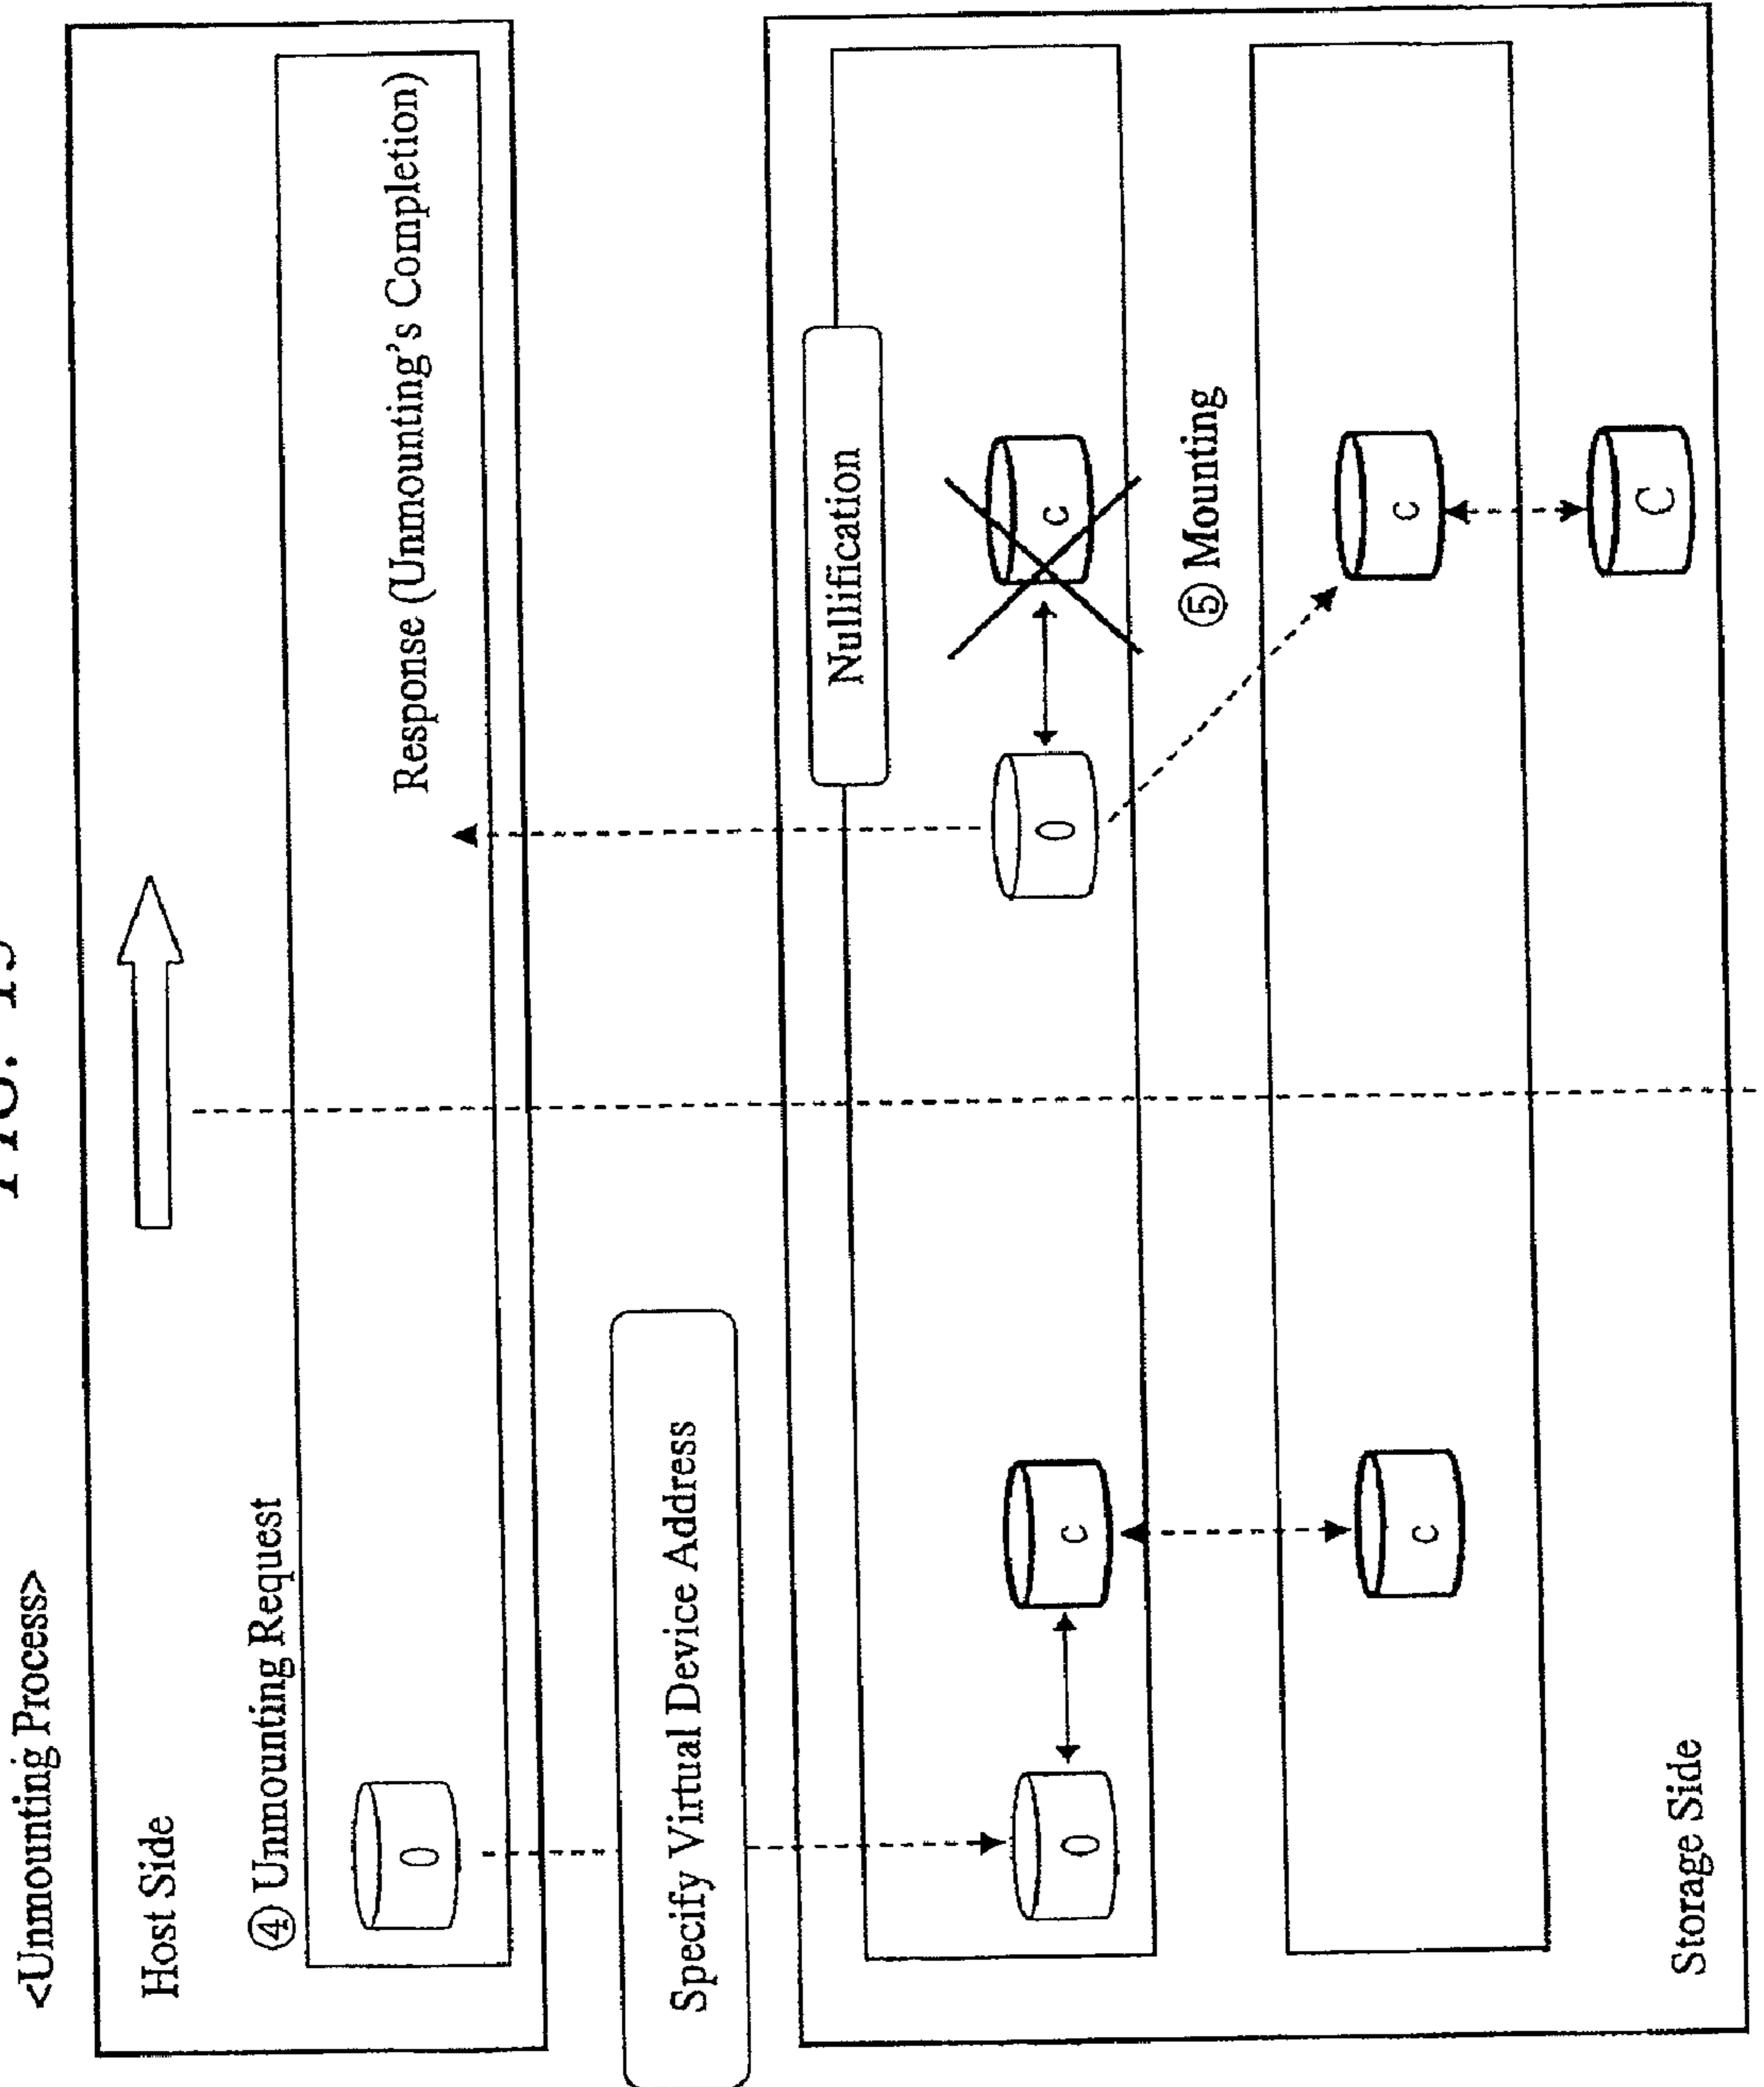 FIG.
<Unmounting Process>
Host Side
④ Unmounting Request
0
Response (Unmounting's Completion)
Specify Virtual Device Address
Nullification
0 c 0 c
⑤ Mounting
c c
C
Storage Side